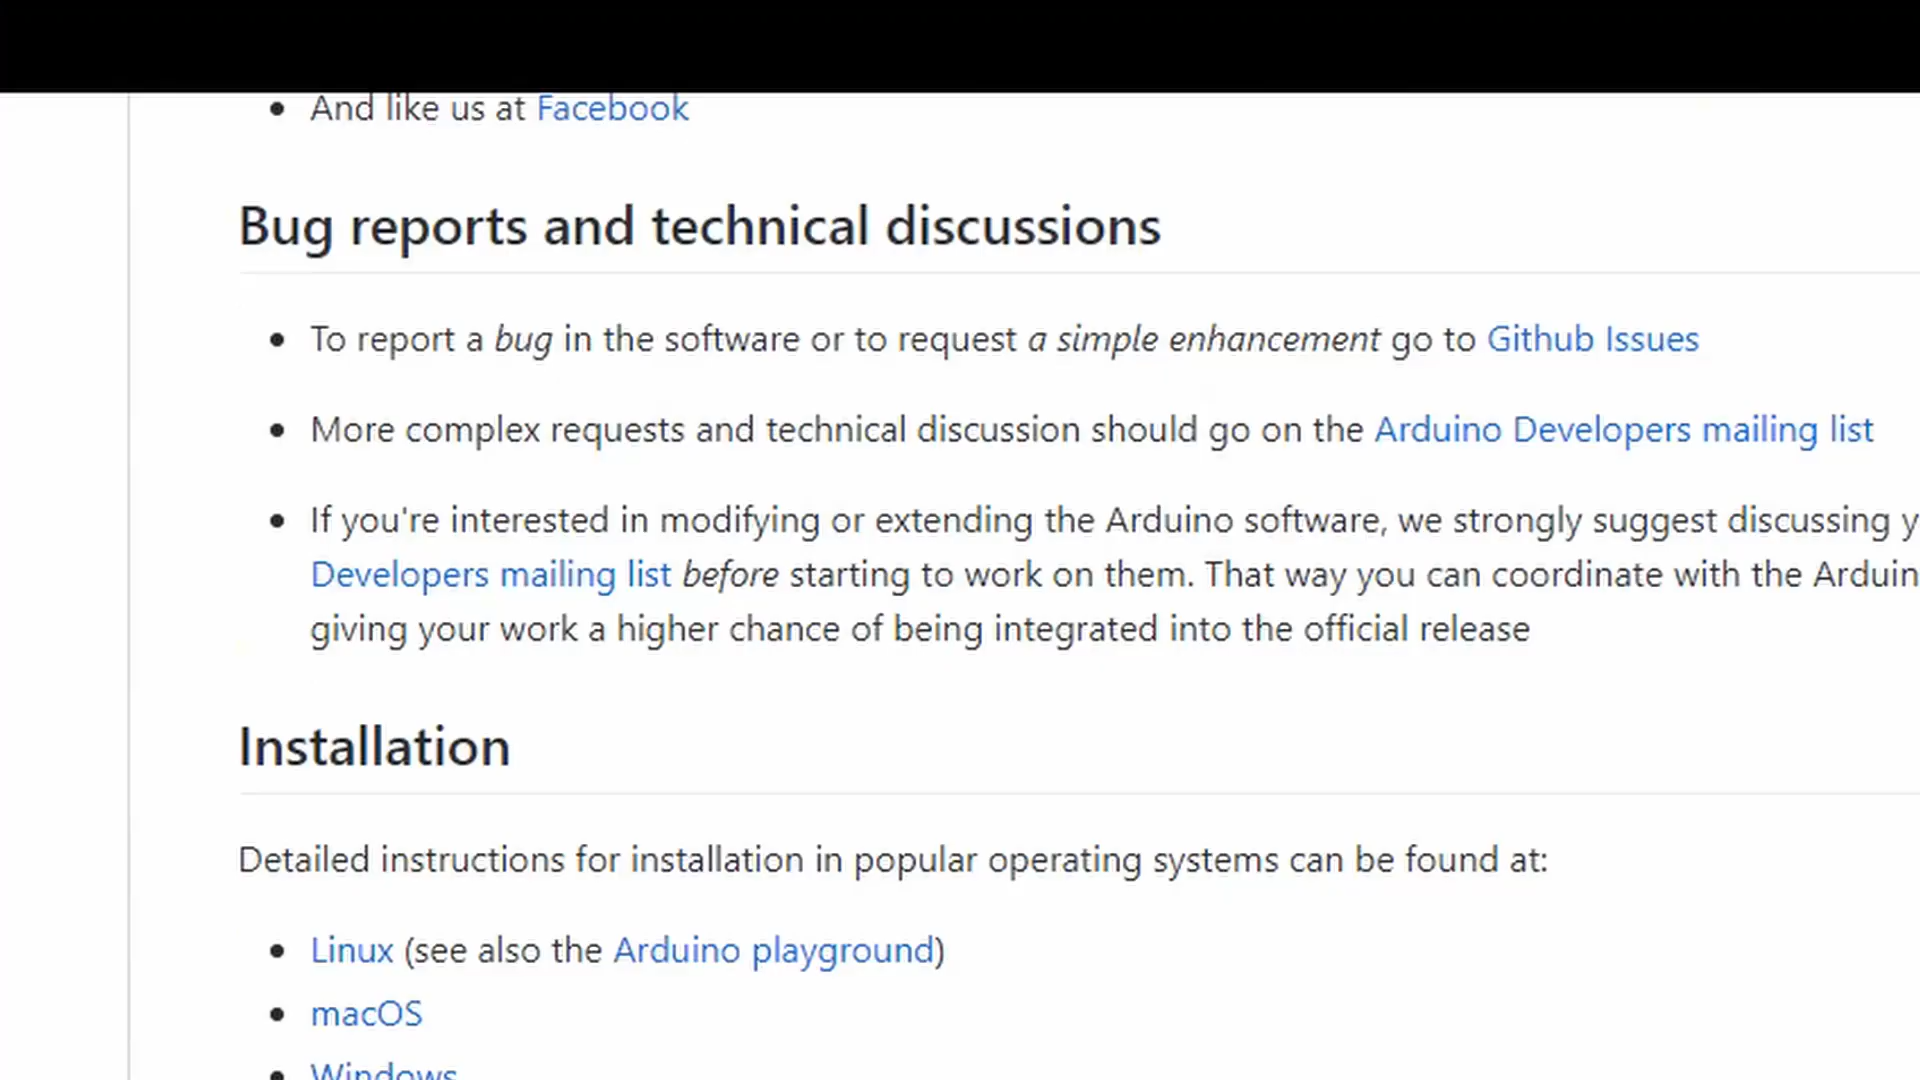 And like us at Facebook
Bug reports and technical discussions
To report a bug in the software or to request a simple enhancement go to Github Issues
More complex requests and technical discussion should go on the Arduino Developers mailing list
If you're interested in modifying or extending the Arduino software, we strongly suggest discussing y
Developers mailing list before starting to work on them. That way you can coordinate with the Arduin
giving your work a higher chance of being integrated into the official release
Installation
Detailed instructions for installation in popular operating systems can be found at:
Linux (see also the Arduino playground)
macOS
Windows